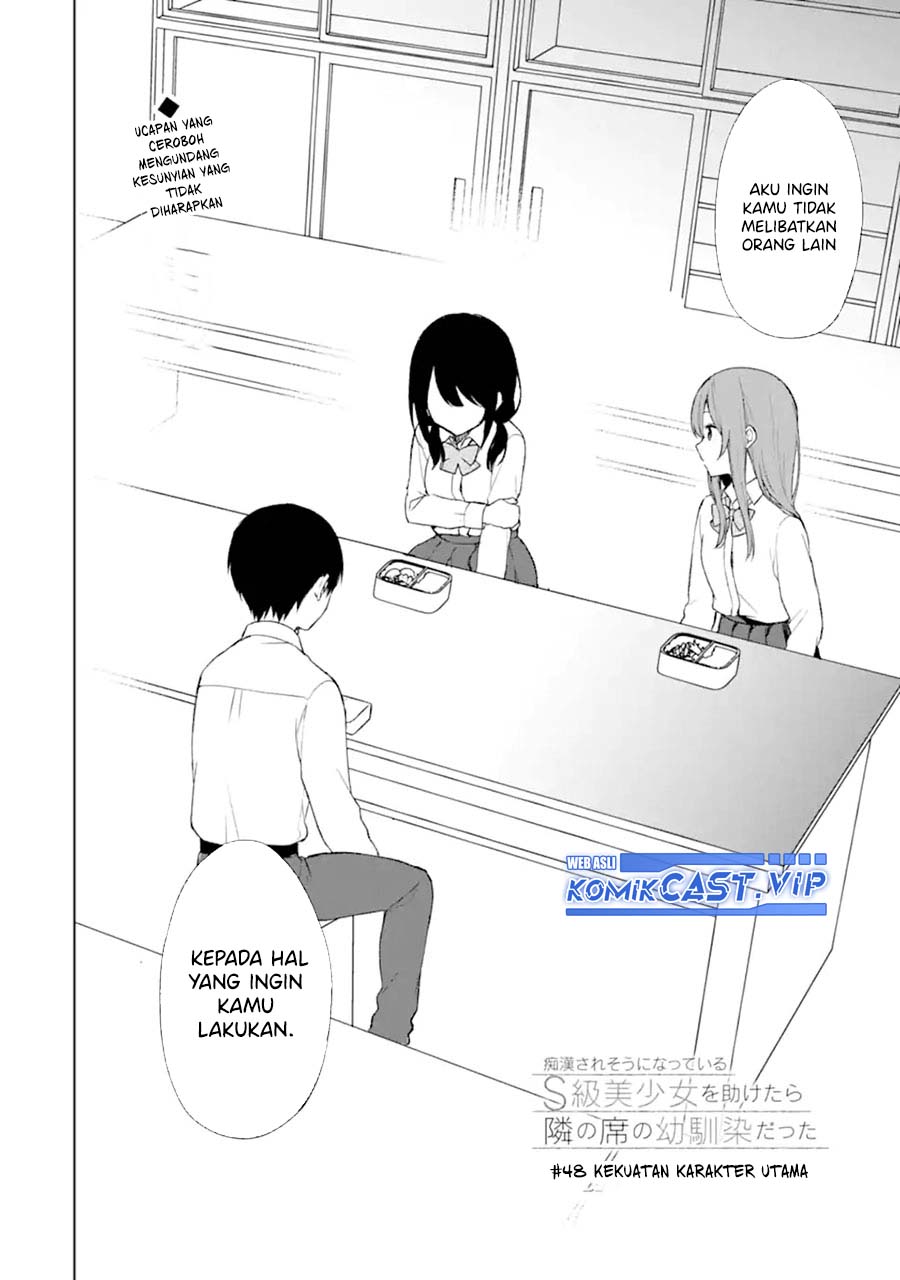 AKU INGIN
KAMU TIDAK
MELIBATKAN
ORANG LAIN
UCAPAN YANG
CEROBOH
MENGUNDANG
KESUNYIAN YANG
TIDAK
DIHARAPKAN
WEB ASLI
KOMIKCAST.VIP
KEPADA HAL
YANG INGIN
KAMU
LAKUKAN.
痴漢されそうになっている
S級美少女を助けたら
隣の席の幼馴染だった
#48 KEKUATAN KARAKTER UTAMA